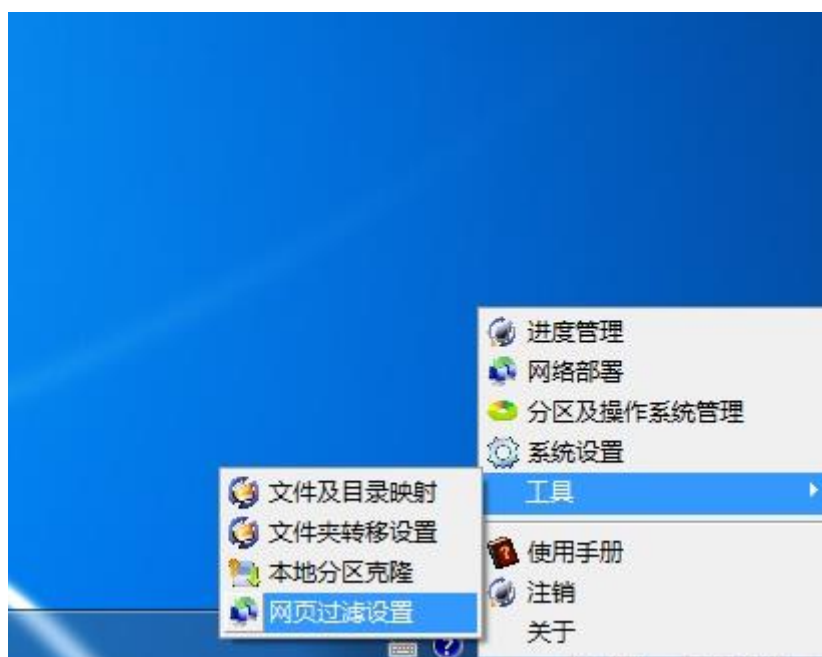 进度管理
网络部署
分区及操作系统管理
系统设置
工具
文件及目录映射
文件夹转移设置
本地分区克隆
网页过滤设置
使用手册
注销
关于